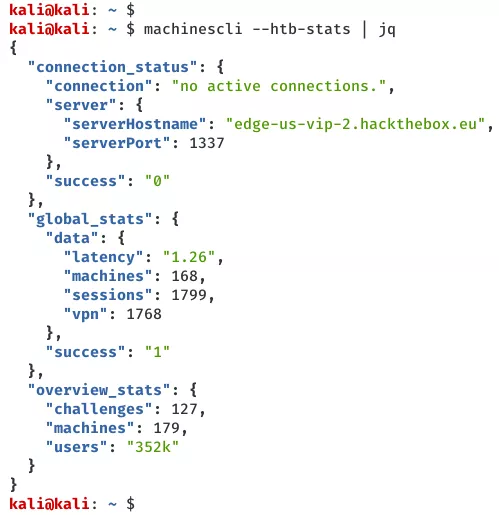 kali@kali: ~ $
kali@kali: ~ $ machinescli --htb-stats | jq
{
  "connection_status": {
    "connection": "no active connections.",
    "server": {
      "serverHostname": "edge-us-vip-2.hackthebox.eu",
      "serverPort": 1337
    },
    "success": "0"
  },
  "global_stats": {
    "data": {
      "latency": "1.26",
      "machines": 168,
      "sessions": 1799,
      "vpn": 1768
    },
    "success": "1"
  },
  "overview_stats": {
    "challenges": 127,
    "machines": 179,
    "users": "352k"
  }
}
kali@kali: ~ $